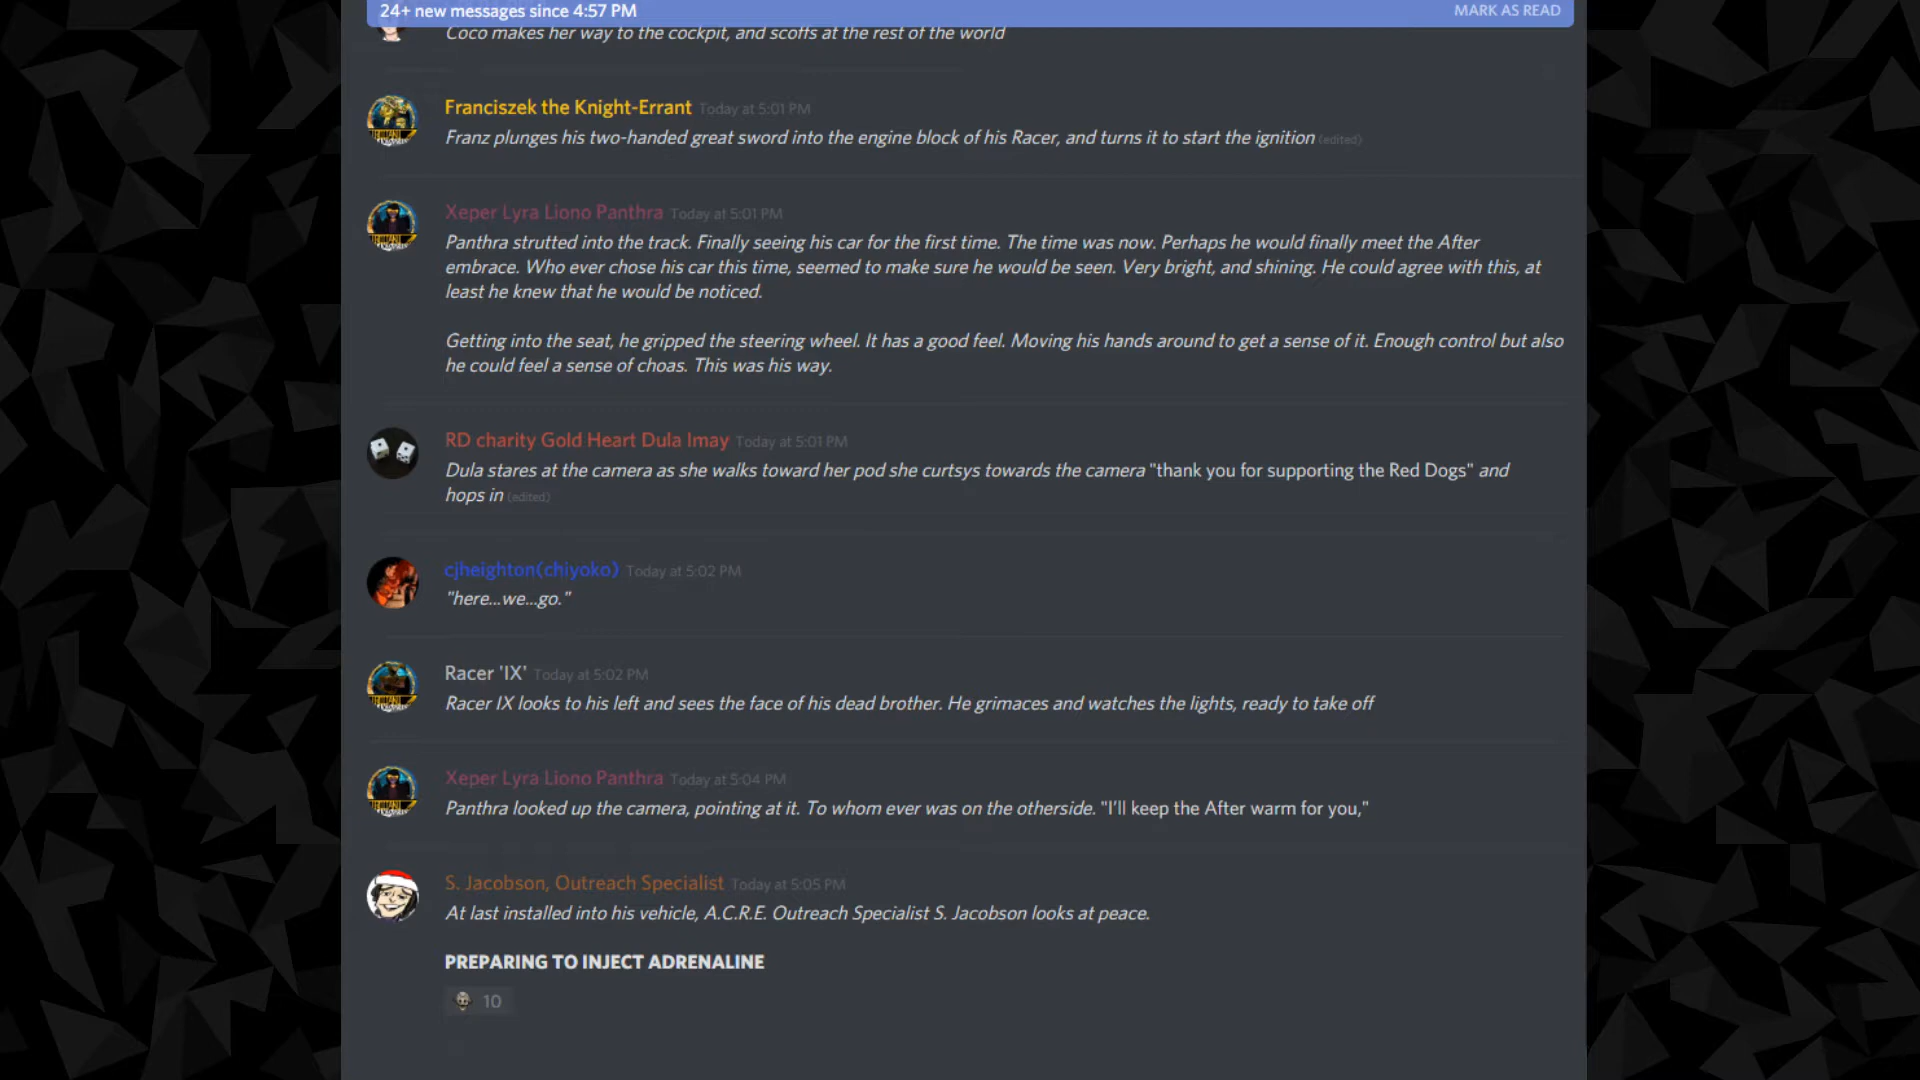 24+ new messages since 4:57 PM
MARK AS READ
Coco makes her way to the cockpit, and scoffs at the rest of the world
Franciszek the Knight-Errant Today at 5:01 PM
Franz plunges his two-handed great sword into the engine block of his Racer, and turns it to start the ignition (edited)
Xeper Lyra Liono Panthra Today at 5:01 PM
Panthra strutted into the track. Finally seeing his car for the first time. The time was now. Perhaps he would finally meet the After
embrace. Who ever chose his car this time, seemed to make sure he would be seen. Very bright, and shining. He could agree with this, at
least he knew that he would be noticed.
Getting into the seat, he gripped the steering wheel. It has a good feel. Moving his hands around to get a sense of it. Enough control but also
he could feel a sense of choas. This was his way.
RD charity Gold Heart Dula Imay Today at 5:01 PM
Dula stares at the camera as she walks toward her pod she curtsys towards the camera "thank you for supporting the Red Dogs" and
hops in (edited)
cjheighton(chiyoko) Today at 5:02 PM
"here...we...go."
Racer 'IX' Today at 5:02 PM
Racer IX looks to his left and sees the face of his dead brother. He grimaces and watches the lights, ready to take off
Xeper Lyra Liono Panthra Today at 5:04 PM
Panthra looked up the camera, pointing at it. To whom ever was on the otherside. "I'll keep the After warm for you,"
S. Jacobson, Outreach Specialist Today at 5:05 PM
At last installed into his vehicle, A.C.R.E. Outreach Specialist S. Jacobson looks at peace.
PREPARING TO INJECT ADRENALINE
10